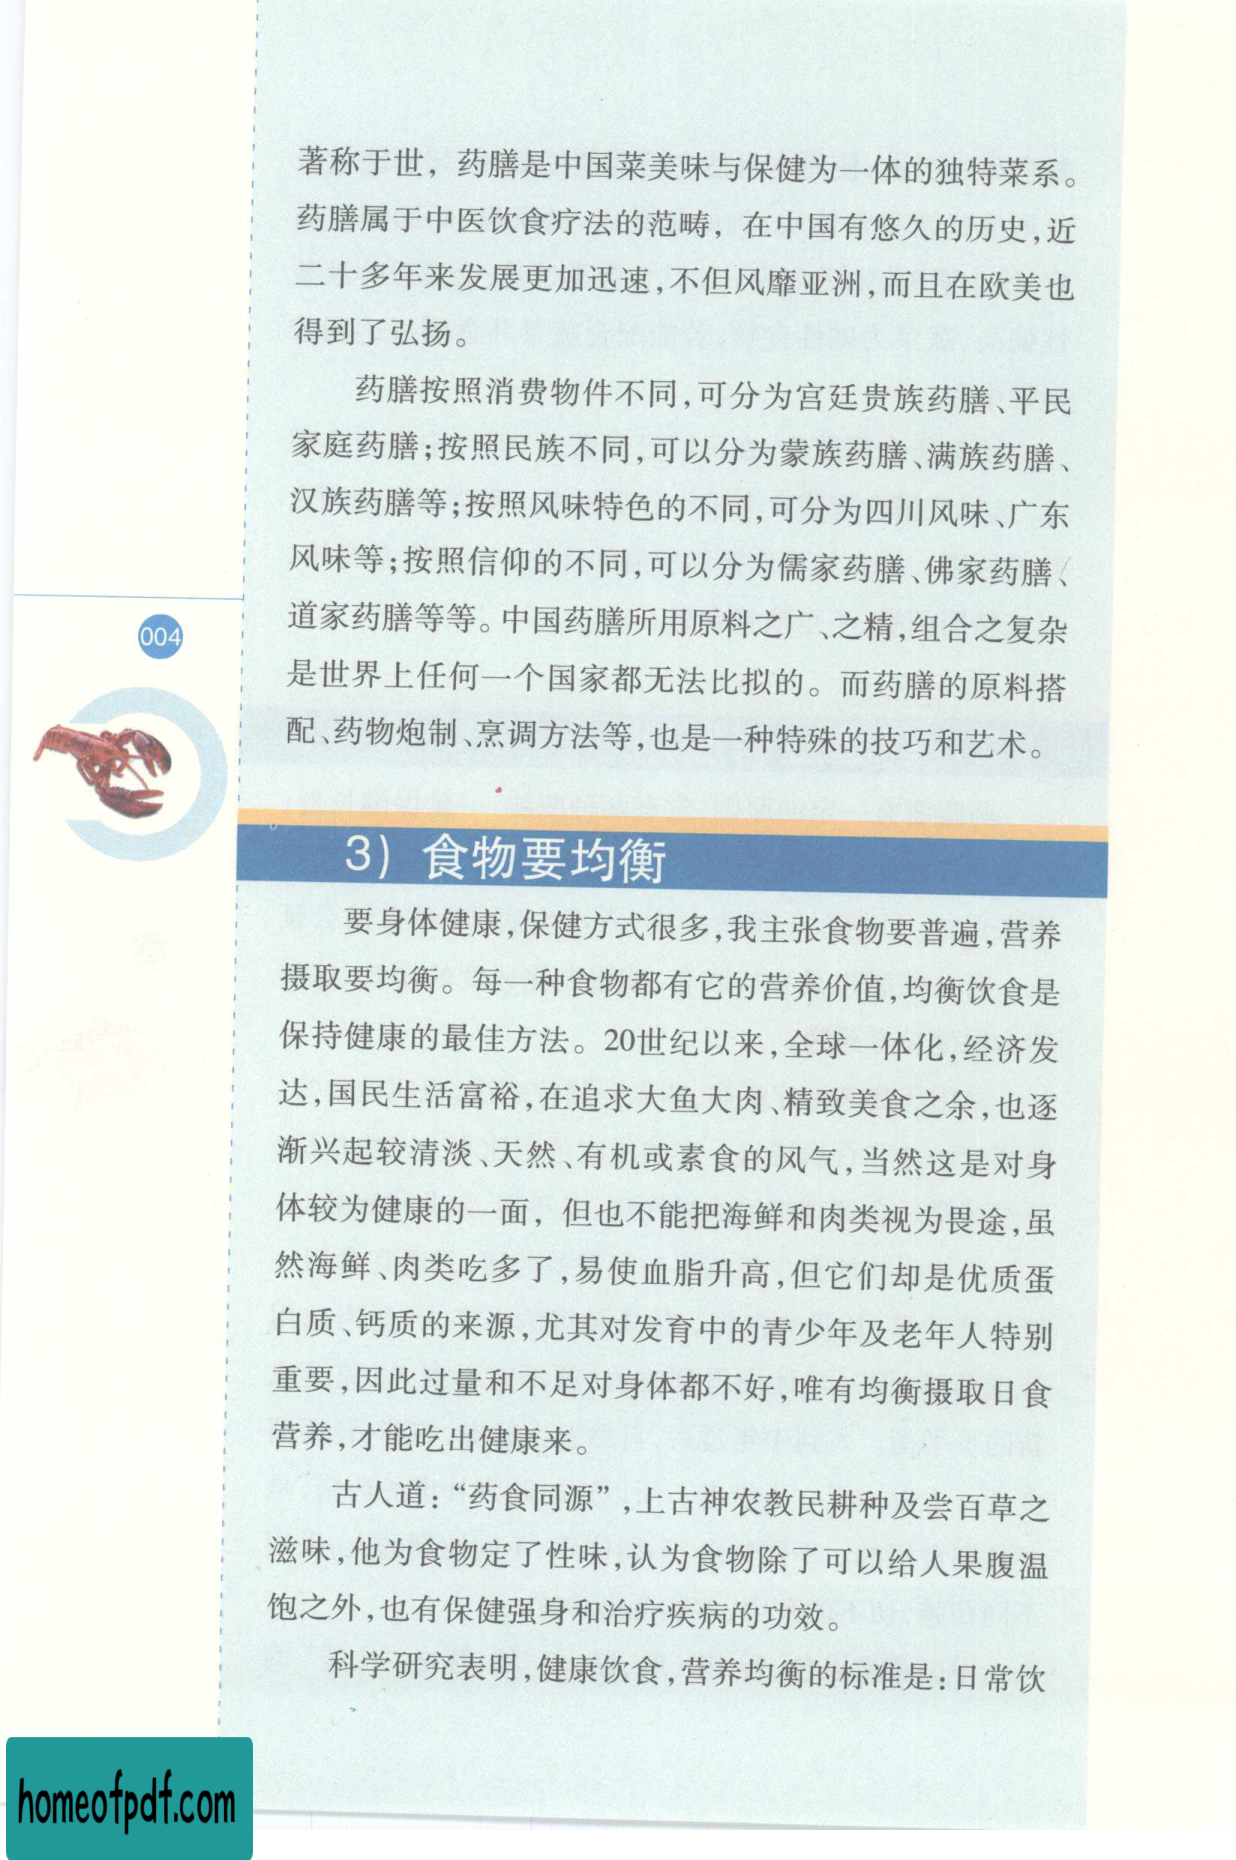 著称于世，药膳是中国菜美味与保健为一体的独特菜系。
药膳属于中医饮食疗法的范畴，在中国有悠久的历史，近
二十多年来发展更加迅速，不但风靡亚洲，而且在欧美也
得到了弘扬。
药膳按照消费物件不同，可分为宫廷贵族药膳、平民
家庭药膳；按照民族不同，可以分为蒙族药膳、满族药膳、
汉族药膳等；按照风味特色的不同，可分为四川风味、广东
风味等；按照信仰的不同，可以分为儒家药膳、佛家药膳、
道家药膳等等。中国药膳所用原料之广、之精，组合之复杂
是世界上任何一个国家都无法比拟的。而药膳的原料搭
配、药物炮制、烹调方法等，也是一种特殊的技巧和艺术。
004
3）食物要均衡
要身体健康，保健方式很多，我主张食物要普遍，营养
摄取要均衡。每一种食物都有它的营养价值，均衡饮食是
保持健康的最佳方法。20世纪以来，全球一体化，经济发
达，国民生活富裕，在追求大鱼大肉、精致美食之余，也逐
渐兴起较清淡、天然、有机或素食的风气，当然这是对身
体较为健康的一面，但也不能把海鲜和肉类视为畏途，虽
然海鲜、肉类吃多了，易使血脂升高，但它们却是优质蛋
白质、钙质的来源，尤其对发育中的青少年及老年人特别
重要，因此过量和不足对身体都不好，唯有均衡摄取日食
营养，才能吃出健康来。
古人道：“药食同源”，上古神农教民耕种及尝百草之
滋味，他为食物定了性味，认为食物除了可以给人果腹温
饱之外，也有保健强身和治疗疾病的功效。
科学研究表明，健康饮食，营养均衡的标准是：日常饮
homeofpdf.com